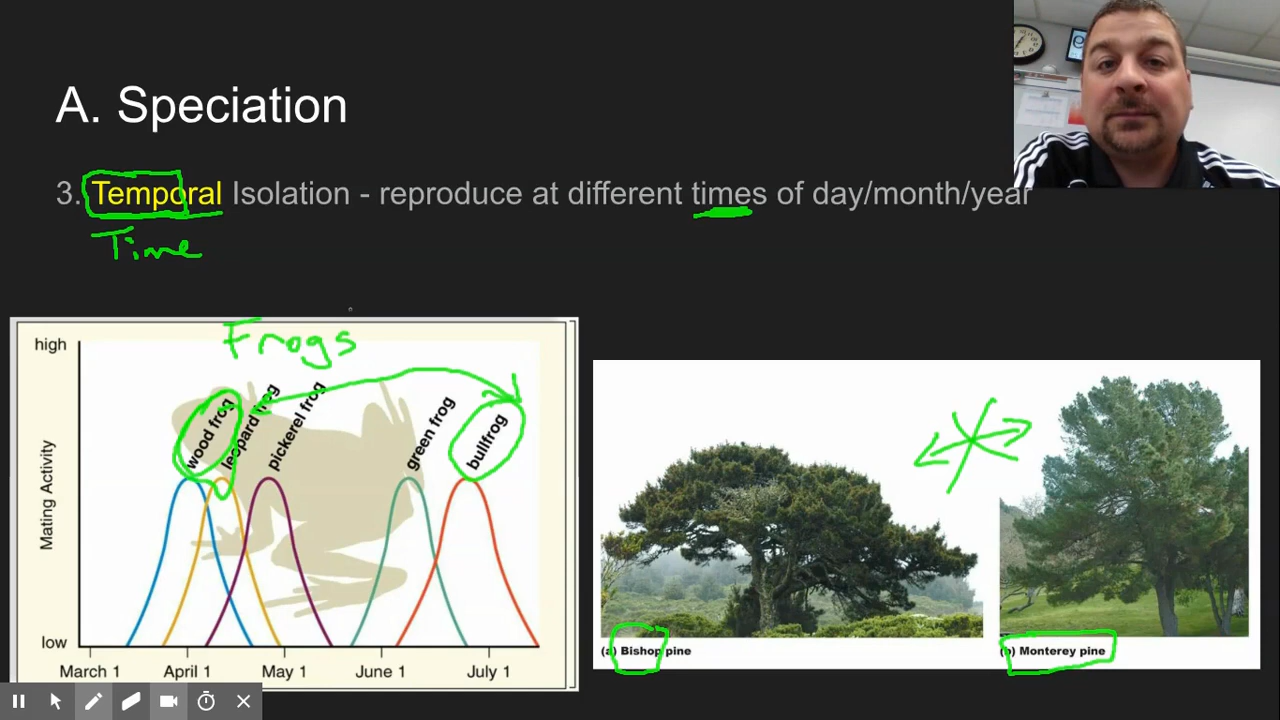 A. Speciation
3. Temporal Isolation - reproduce at different times of day/month/year
Time
Frogs
high
wood frog
leopard frog
pickerel frog
green frog
bullfrog
Mating Activity
low
March 1 April 1 May 1 June 1 July 1
(a) Bishop pine
(b) Monterey pine